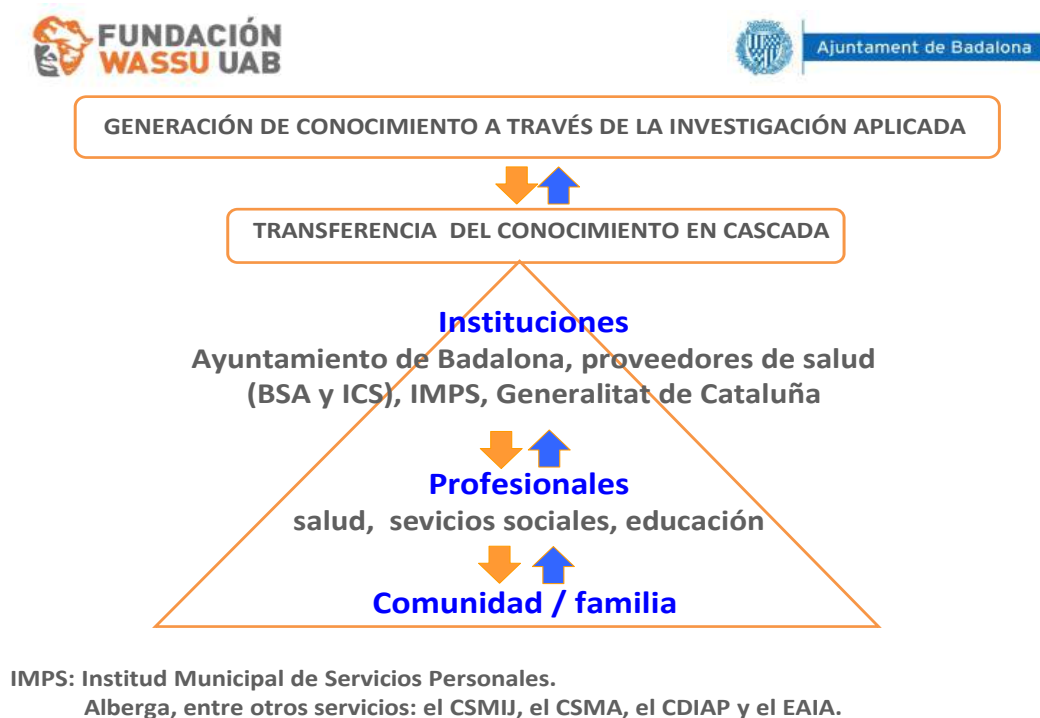 FUNDACIÓN
WASSU UAB
Ajuntament de Badalona
GENERACIÓN DE CONOCIMIENTO A TRAVÉS DE LA INVESTIGACIÓN APLICADA
TRANSFERENCIA DEL CONOCIMIENTO EN CASCADA
Instituciones
Ayuntamiento de Badalona, proveedores de salud
(BSA y ICS), IMPS, Generalitat de Cataluña
Profesionales
salud, sevicios sociales, educación
Comunidad / familia
IMPS: Institud Municipal de Servicios Personales.
Alberga, entre otros servicios: el CSMIJ, el CSMA, el CDIAP y el EAIA.